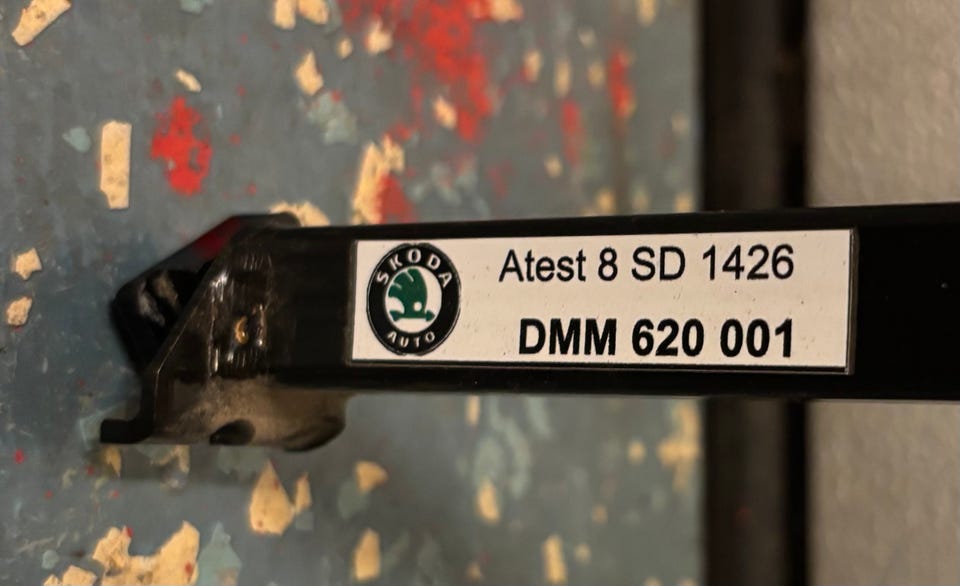 ŠKODA
AUTO
Atest 8 SD 1426
DMM 620 001